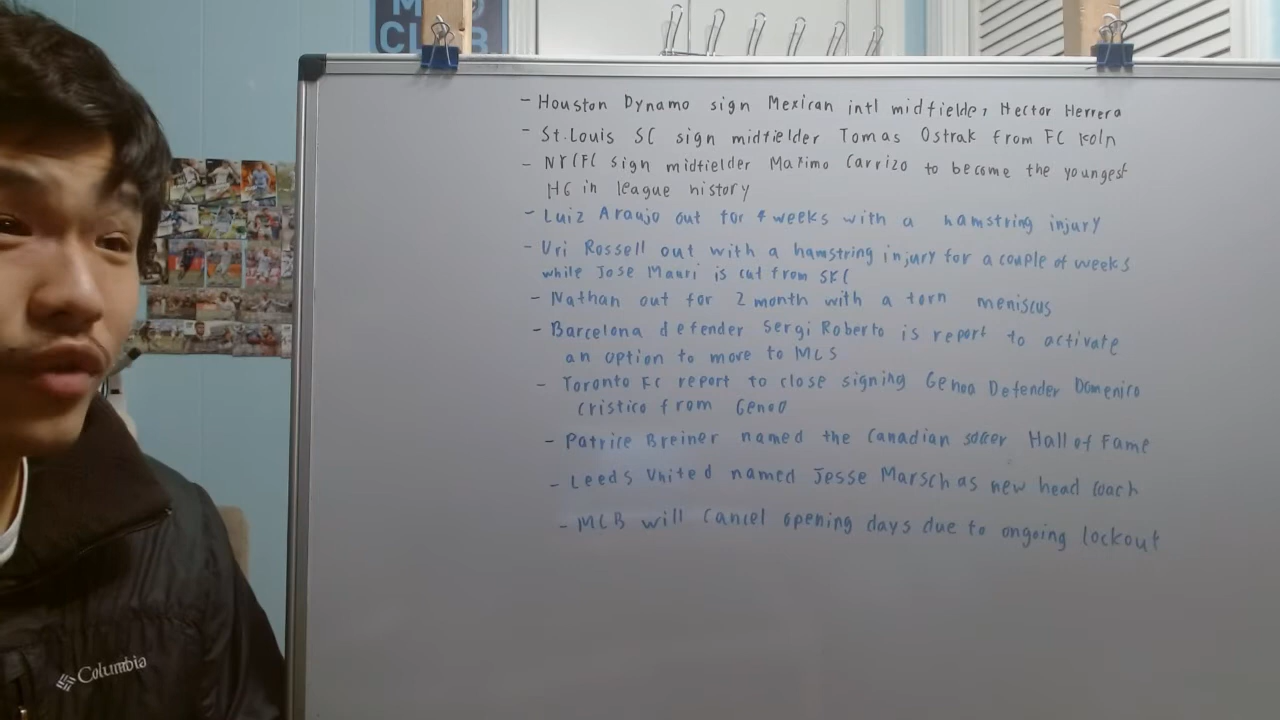 M
CLUB
- Houston Dynamo sign Mexican intl midfielder Hector Herrera
- St.Louis SC sign midfielder Tomas Ostrak from FC Koln
- NYCFC sign midfielder Maximo Carrizo to become the youngest
HG in league history
- Luiz Araujo out for 4 weeks with a hamstring injury
- Uri Rossell out with a hamstring injury for a couple of weeks
while Jose Mauri is cut from SKC
- Nathan out for 2 month with a torn meniscus
- Barcelona defender Sergi Roberto is report to activate
an option to move to MLS
- Toronto FC report to close signing Genoa Defender Domenico
Cristico from Genoa
- Patrice Breiner named the Canadian soccer Hall of Fame
- Leeds United named Jesse Marsch as new head coach
- MLB will cancel opening days due to ongoing lockout
Columbia